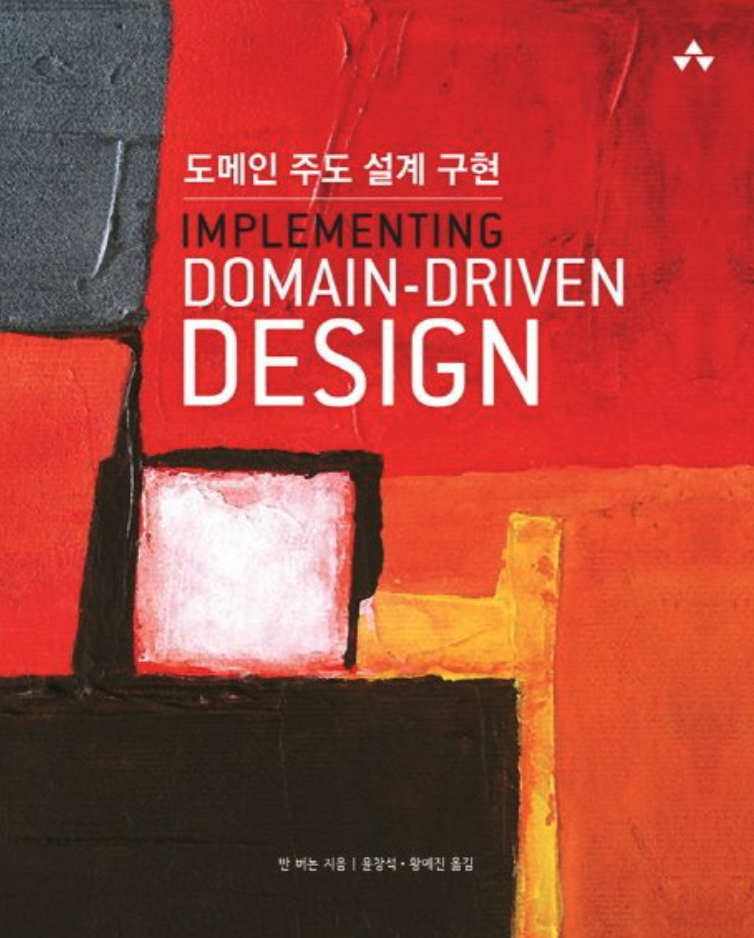 도메인 주도 설계 구현
IMPLEMENTING
DOMAIN-DRIVEN
DESIGN
반 버논 지음 | 윤창석 • 황예진 옮김